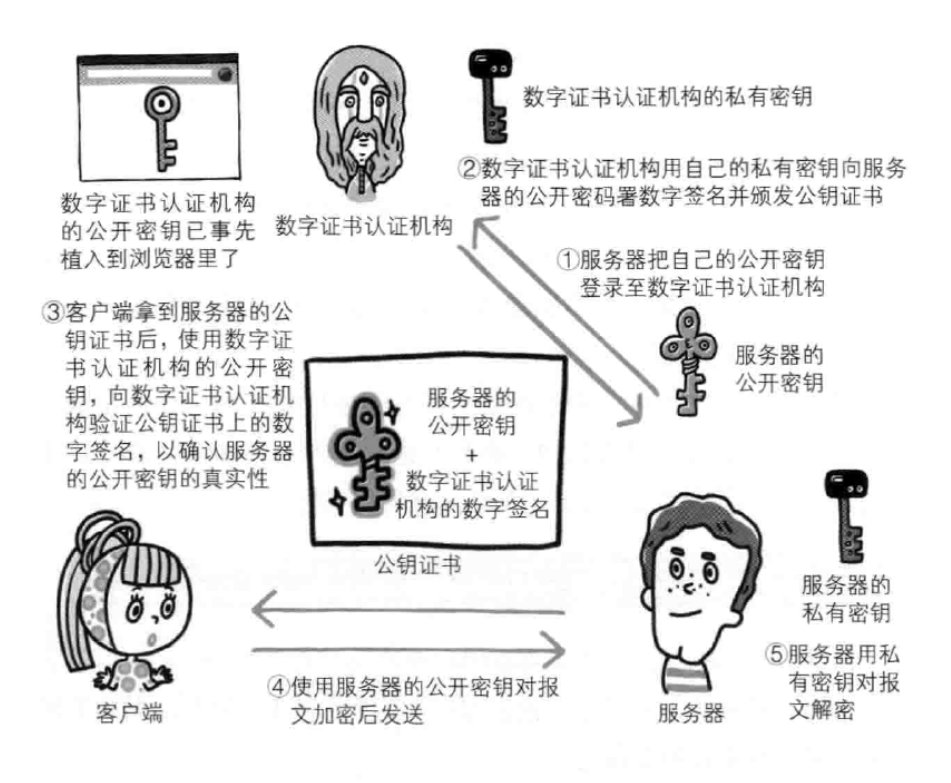 数字证书认证机构
的公开密钥已事先
植入到浏览器里了
数字证书认证机构
数字证书认证机构的私有密钥
②数字证书认证机构用自己的私有密钥向服务
器的公开密码署数字签名并颁发公钥证书
①服务器把自己的公开密钥
登录至数字证书认证机构
服务器的
公开密钥
③客户端拿到服务器的公
钥证书后，使用数字证
书认证机构的公开密
钥，向数字证书认证机
构验证公钥证书上的数
字签名，以确认服务器
的公开密钥的真实性
服务器的
公开密钥
+
数字证书认证
机构的数字签名
公钥证书
客户端
④使用服务器的公开密钥对报
文加密后发送
服务器
服务器的
私有密钥
⑤服务器用私
有密钥对报
文解密